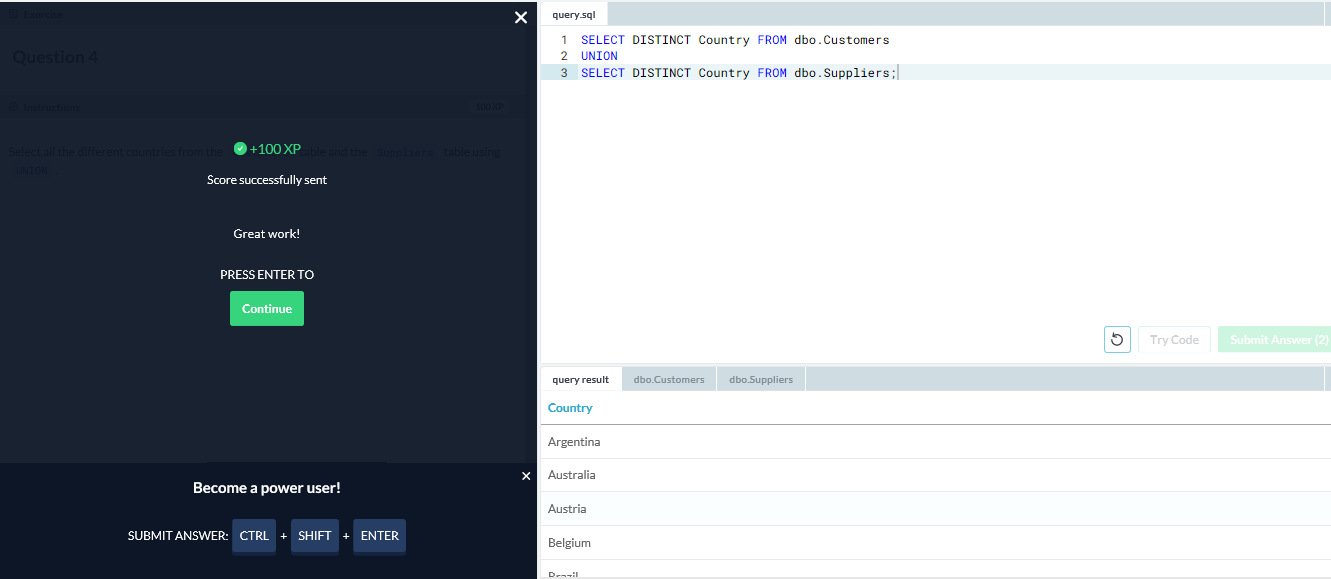 Exercise
Question 4
Instructions
100 XP
Select all the different countries from the
table and the Suppliers table using
UNION
+100 XP
Score successfully sent
Great work!
PRESS ENTER TO
Continue
Become a power user!
SUBMIT ANSWER: CTRL + SHIFT + ENTER
query.sql
1 SELECT DISTINCT Country FROM dbo.Customers
2 UNION
3 SELECT DISTINCT Country FROM dbo.Suppliers;
Try Code
Submit Answer (2)
query result dbo.Customers dbo.Suppliers
Country
Argentina
Australia
Austria
Belgium
Brazil